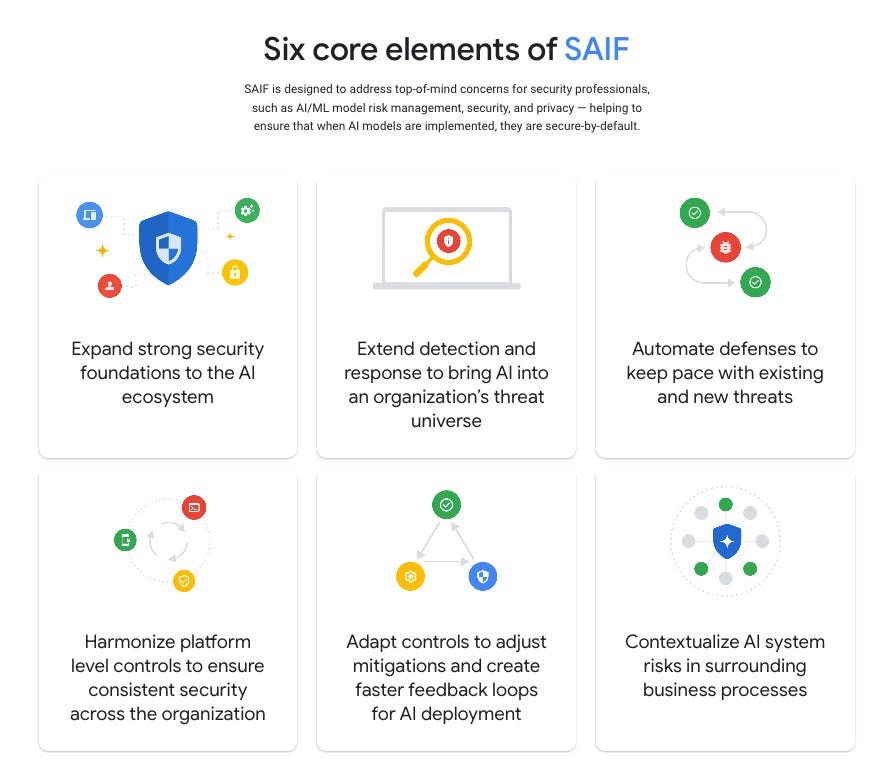 Six core elements of SAIF
SAIF is designed to address top-of-mind concerns for security professionals,
such as AI/ML model risk management, security, and privacy — helping to
ensure that when AI models are implemented, they are secure-by-default.
Expand strong security
foundations to the AI
ecosystem
Extend detection and
response to bring AI into
an organization’s threat
universe
Automate defenses to
keep pace with existing
and new threats
Harmonize platform
level controls to ensure
consistent security
across the organization
Adapt controls to adjust
mitigations and create
faster feedback loops
for AI deployment
Contextualize AI system
risks in surrounding
business processes